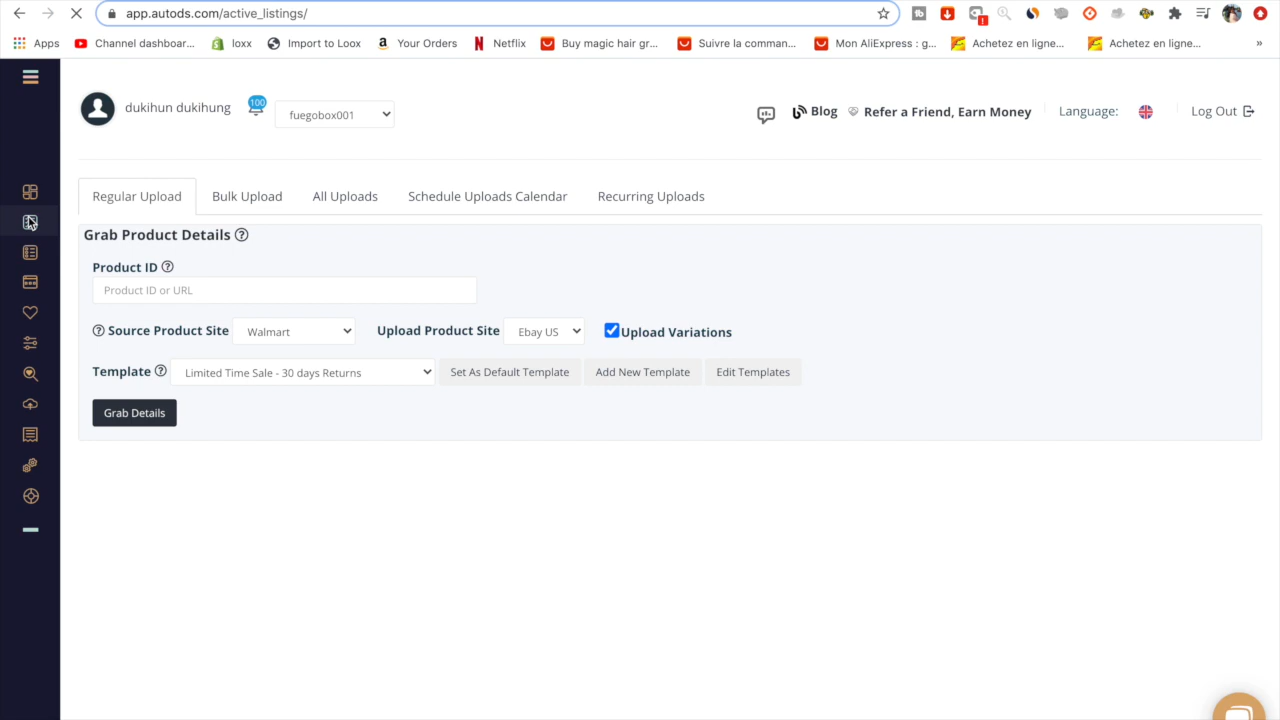 app.autods.com/active_listings/
Apps Channel dashboar... loxx Import to Loox Your Orders Netflix Buy magic hair gr... Suivre la comman... Mon AliExpress : g... Achetez en ligne... Achetez en ligne... »
dukihun dukihung 100 fuegobox001 Blog Refer a Friend, Earn Money Language: Log Out
Regular Upload Bulk Upload All Uploads Schedule Uploads Calendar Recurring Uploads
Grab Product Details ?
Product ID ?
Product ID or URL
? Source Product Site Walmart Upload Product Site Ebay US Upload Variations
Template ? Limited Time Sale - 30 days Returns Set As Default Template Add New Template Edit Templates
Grab Details